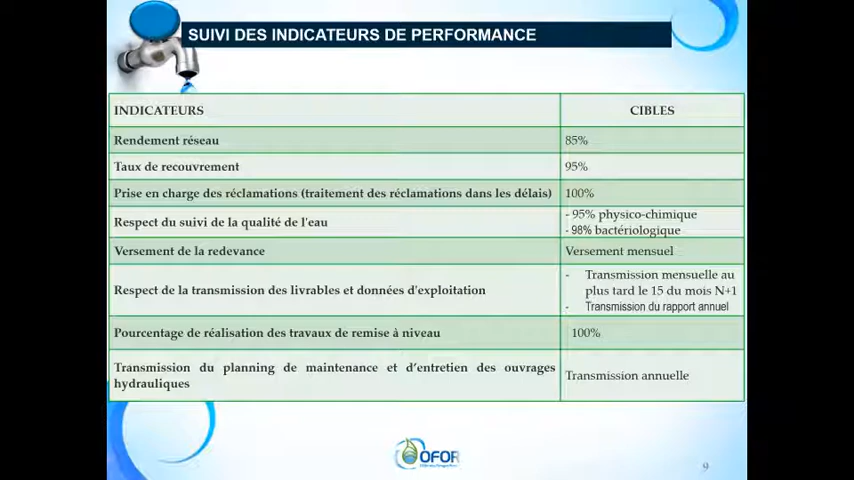 SUIVI DES INDICATEURS DE PERFORMANCE
INDICATEURS
CIBLES
Rendement réseau
85%
Taux de recouvrement
95%
Prise en charge des réclamations (traitement des réclamations dans les délais)
100%
Respect du suivi de la qualité de l'eau
- 95% physico-chimique
- 98% bactériologique
Versement de la redevance
Versement mensuel
Respect de la transmission des livrables et données d'exploitation
- Transmission mensuelle au
plus tard le 15 du mois N+1
- Transmission du rapport annuel
Pourcentage de réalisation des travaux de remise à niveau
100%
Transmission du planning de maintenance et d'entretien des ouvrages
hydrauliques
Transmission annuelle
OFOR
9